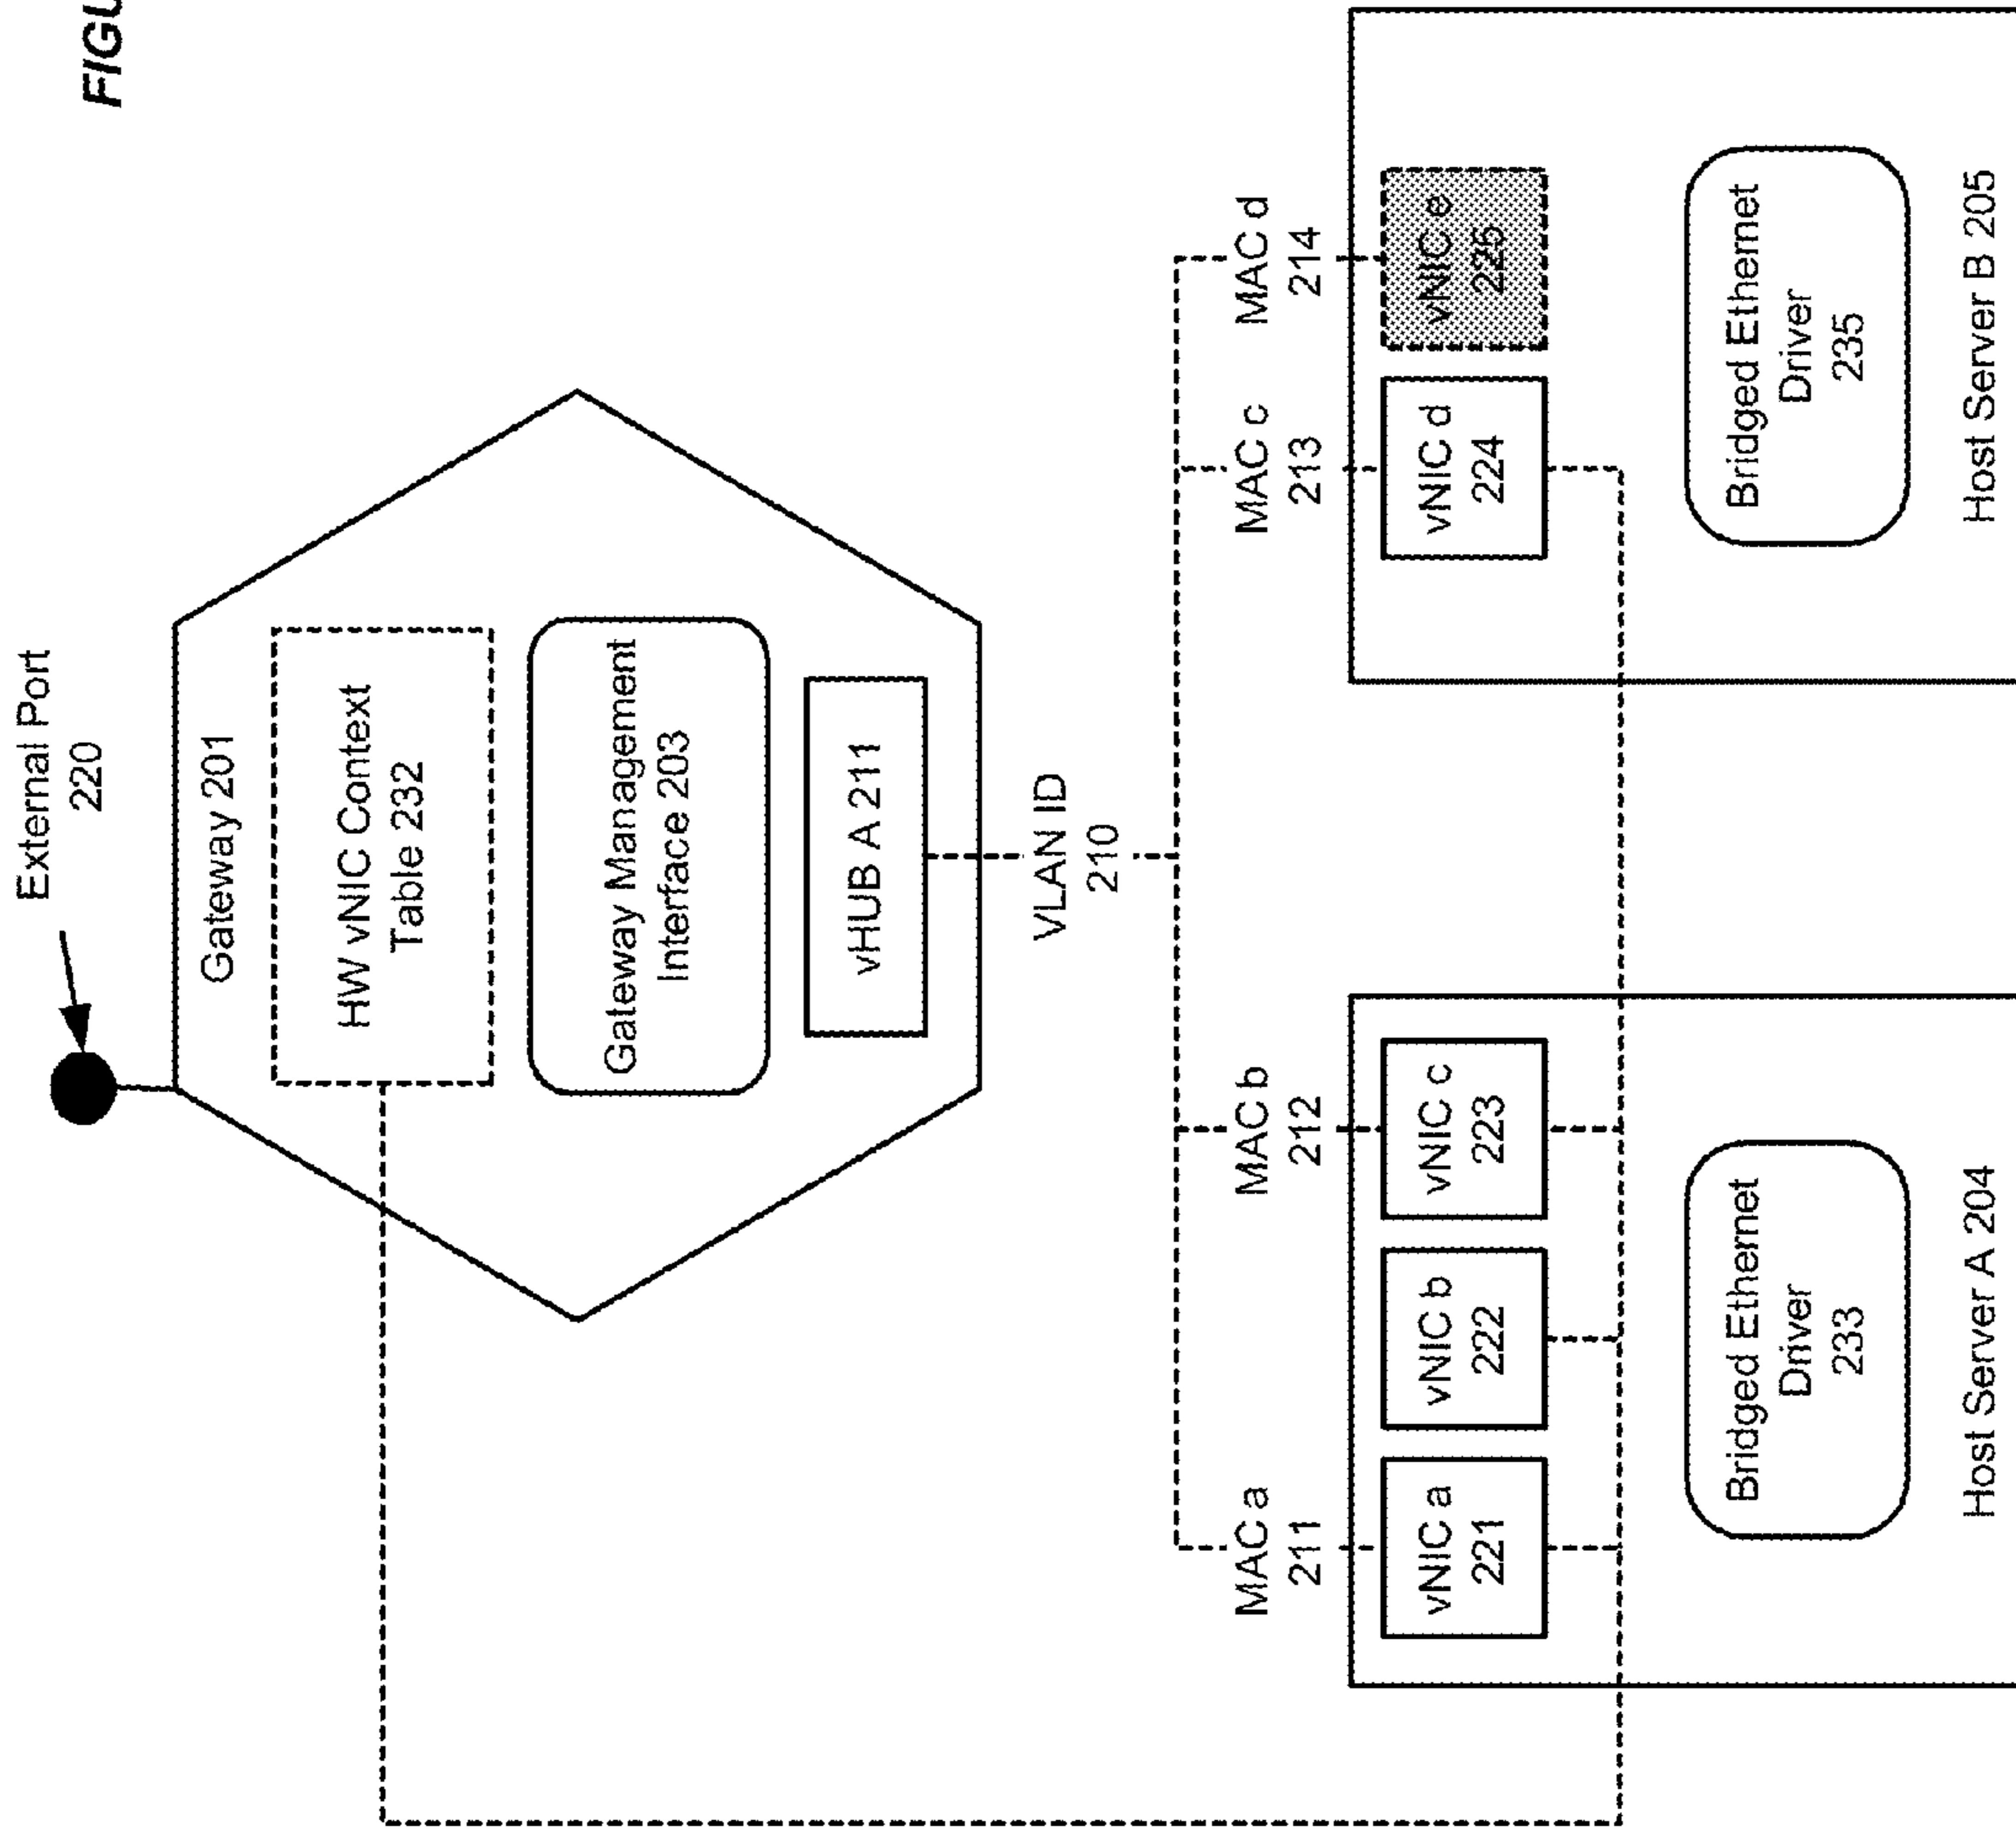 FIGU
External Port
220
Gateway 201
HW vNIC Context
Table 232
Gateway Management
Interface 203
vHUB A 211
VLAN ID
210
MAC a
211
MAC b
212
MAC c
213
MAC d
214
vNIC a
221
vNIC b
222
vNIC c
223
vNIC d
224
vNIC e
225
Bridged Ethernet
Driver
233
Host Server A 204
Bridged Ethernet
Driver
235
Host Server B 205